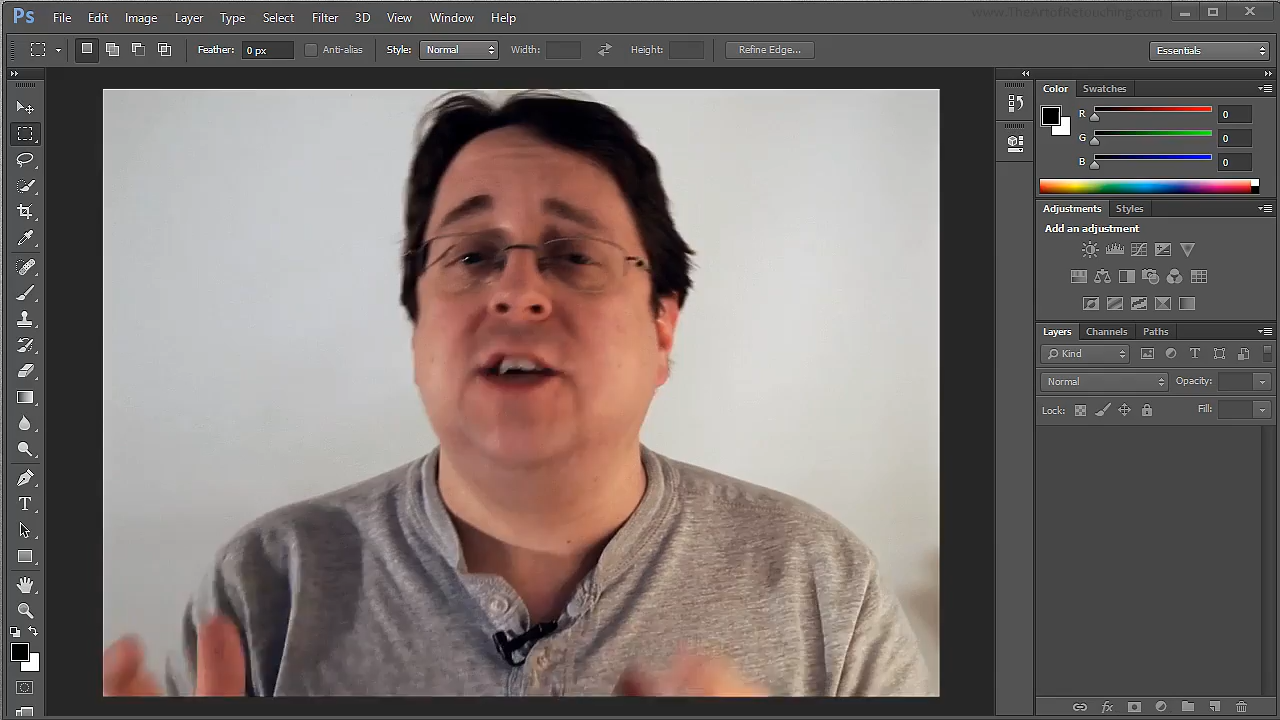 Ps File Edit Image Layer Type Select Filter 3D View Window Help www.TheArtofRetouching.com
Feather: 0 px Anti-alias Style: Normal Width: Height: Refine Edge... Essentials
Color Swatches
R 0
G 0
B 0
Adjustments Styles
Add an adjustment
Layers Channels Paths
Kind
Normal Opacity:
Lock: Fill: